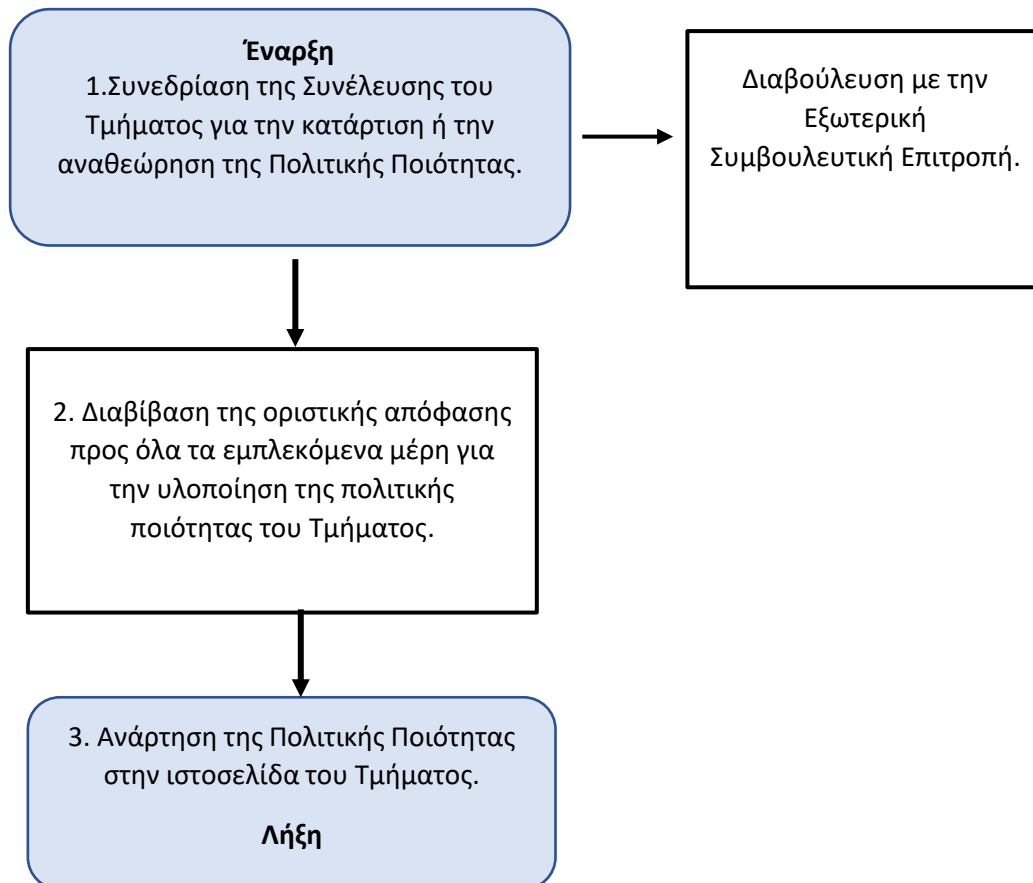 Έναρξη
1.Συνεδρίαση της Συνέλευσης του
Τμήματος για την κατάρτιση ή την
αναθεώρηση της Πολιτικής Ποιότητας.
Διαβούλευση με την
Εξωτερική
Συμβουλευτική Επιτροπή.
2. Διαβίβαση της οριστικής απόφασης
προς όλα τα εμπλεκόμενα μέρη για
την υλοποίηση της πολιτικής
ποιότητας του Τμήματος.
3. Ανάρτηση της Πολιτικής Ποιότητας
στην ιστοσελίδα του Τμήματος.
Λήξη